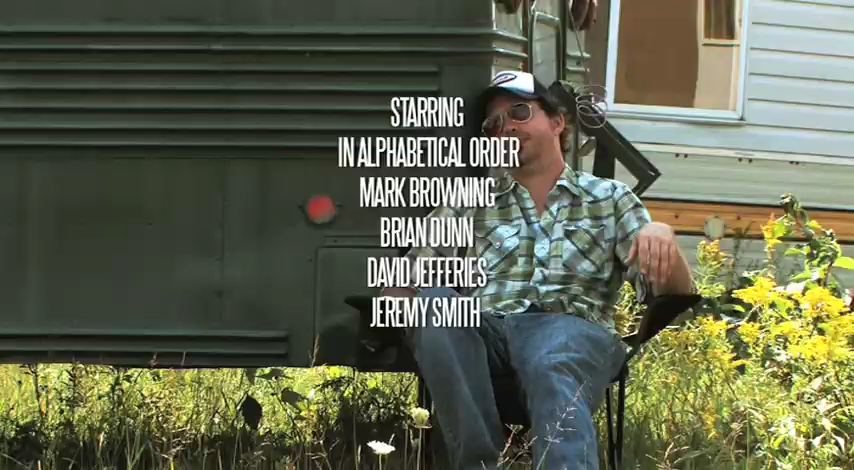 STARRING
IN ALPHABETICAL ORDER
MARK BROWNING
BRIAN DUNN
DAVID JEFFERIES
JEREMY SMITH